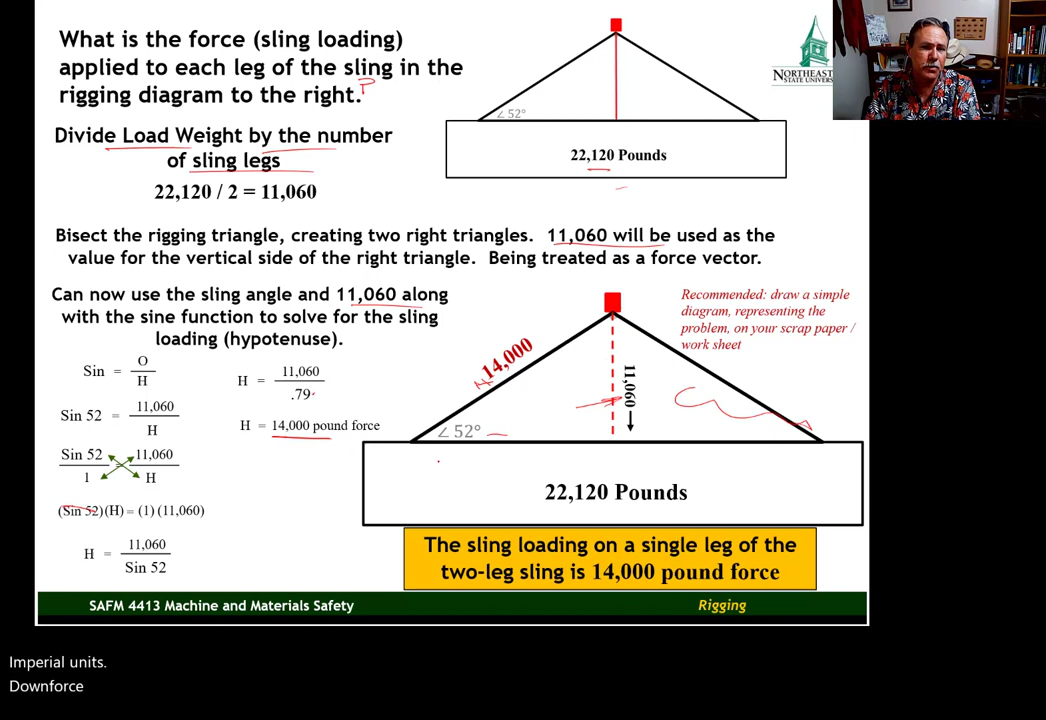 What is the force (sling loading)
applied to each leg of the sling in the
rigging diagram to the right.
Divide Load Weight by the number
of sling legs
22,120 / 2 = 11,060
∠ 52°
22,120 Pounds
NORTHEAST
STATE UNIVERS
Bisect the rigging triangle, creating two right triangles. 11,060 will be used as the
value for the vertical side of the right triangle. Being treated as a force vector.
Can now use the sling angle and 11,060 along
with the sine function to solve for the sling
loading (hypotenuse).
Sin = O
H
Sin 52 = 11,060
H
Sin 52 = 11,060
1 H
(Sin 52)(H) = (1) (11,060)
H = 11,060
Sin 52
H = 11,060
.79
H = 14,000 pound force
Recommended: draw a simple
diagram, representing the
problem, on your scrap paper /
work sheet
14,000
11,060
∠ 52°
22,120 Pounds
The sling loading on a single leg of the
two-leg sling is 14,000 pound force
SAFM 4413 Machine and Materials Safety
Rigging
Imperial units.
Downforce